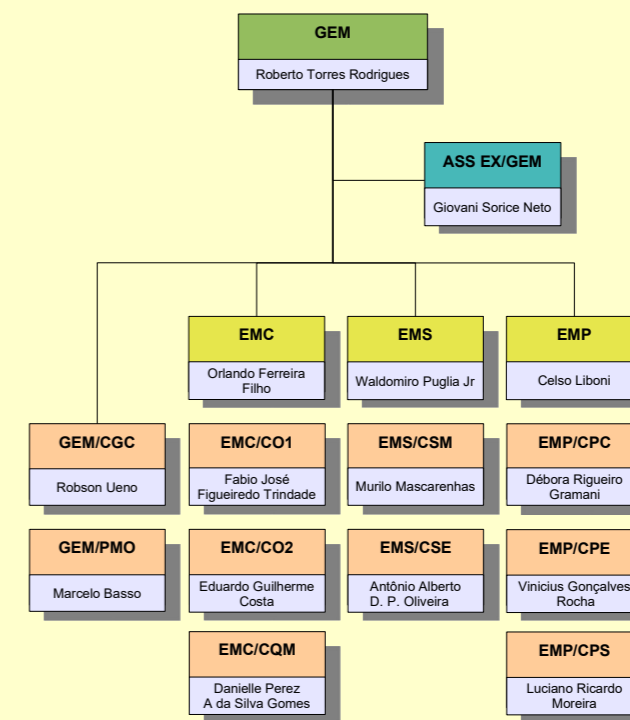 GEM
Roberto Torres Rodrigues
ASS EX/GEM
Giovani Sorice Neto
EMC
Orlando Ferreira
Filho
EMS
Waldomiro Puglia Jr
EMP
Celso Liboni
GEM/CGC
Robson Ueno
EMC/CO1
Fabio José
Figueiredo Trindade
EMS/CSM
Murilo Mascarenhas
EMP/CPC
Débora Rigueiro
Gramani
GEM/PMO
Marcelo Basso
EMC/CO2
Eduardo Guilherme
Costa
EMS/CSE
Antônio Alberto
D. P. Oliveira
EMP/CPE
Vinicius Gonçalves
Rocha
EMC/CQM
Danielle Perez
A da Silva Gomes
EMP/CPS
Luciano Ricardo
Moreira